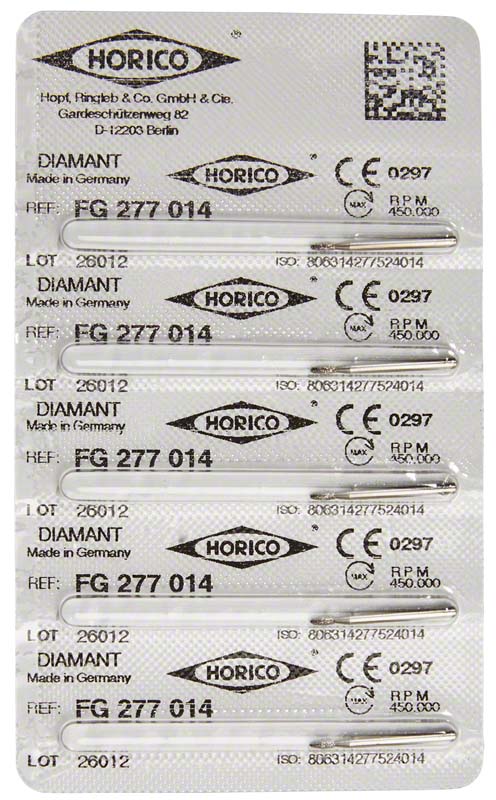 HORICO ®
Hopf, Ringleb & Co. GmbH & Cie.
Gardeschützenweg 82
D-12203 Berlin
DIAMANT HORICO ® CE 0297
Made in Germany
REF: FG 277 014 MAX RPM 450.000
LOT 26012 ISO: 806314277524014
DIAMANT HORICO ® CE 0297
Made in Germany
REF: FG 277 014 MAX RPM 450.000
LOT 26012 ISO: 806314277524014
DIAMANT HORICO ® CE 0297
Made in Germany
REF: FG 277 014 MAX RPM 450.000
LOT 26012 ISO: 806314277524014
DIAMANT HORICO ® CE 0297
Made in Germany
REF: FG 277 014 MAX RPM 450.000
LOT 26012 ISO: 806314277524014
DIAMANT HORICO ® CE 0297
Made in Germany
REF: FG 277 014 MAX RPM 450.000
LOT 26012 ISO: 806314277524014